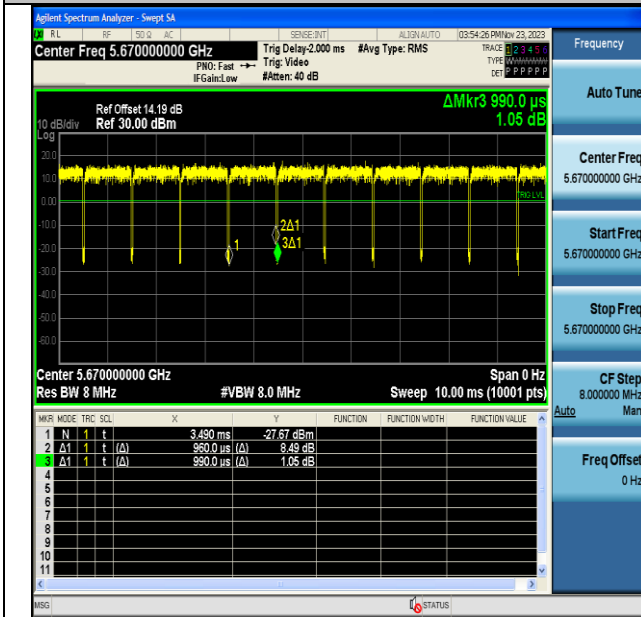 Agilent Spectrum Analyzer - Swept SA
RL RF 50 Ω AC SENSE:INT ALIGN AUTO 03:54:26 PM Nov 23, 2023
Center Freq 5.670000000 GHz
PNO: Fast
IFGain:Low
Trig Delay-2.000 ms
Trig: Video
#Atten: 40 dB
#Avg Type: RMS
TRACE 1 2 3 4 5 6
TYPE
DET P P P P P P
Ref Offset 14.19 dB
10 dB/div Ref 30.00 dBm
Log
ΔMkr3 990.0 µs
1.05 dB
20.0
10.0
0.00
-10.0
-20.0
-30.0
-40.0
-50.0
-60.0
TRIG LVL
1
2Δ1
3Δ1
Center 5.670000000 GHz Span 0 Hz
Res BW 8 MHz #VBW 8.0 MHz Sweep 10.00 ms (10001 pts)
MKR MODE TRC SCL X Y FUNCTION FUNCTION WIDTH FUNCTION VALUE
1 N 1 t 3.490 ms -27.67 dBm
2 Δ1 1 t (Δ) 960.0 µs (Δ) 8.49 dB
3 Δ1 1 t (Δ) 990.0 µs (Δ) 1.05 dB
4
5
6
7
8
9
10
11
MSG STATUS
Frequency
Auto Tune
Center Freq
5.670000000 GHz
Start Freq
5.670000000 GHz
Stop Freq
5.670000000 GHz
CF Step
8.000000 MHz
Auto Man
Freq Offset
0 Hz